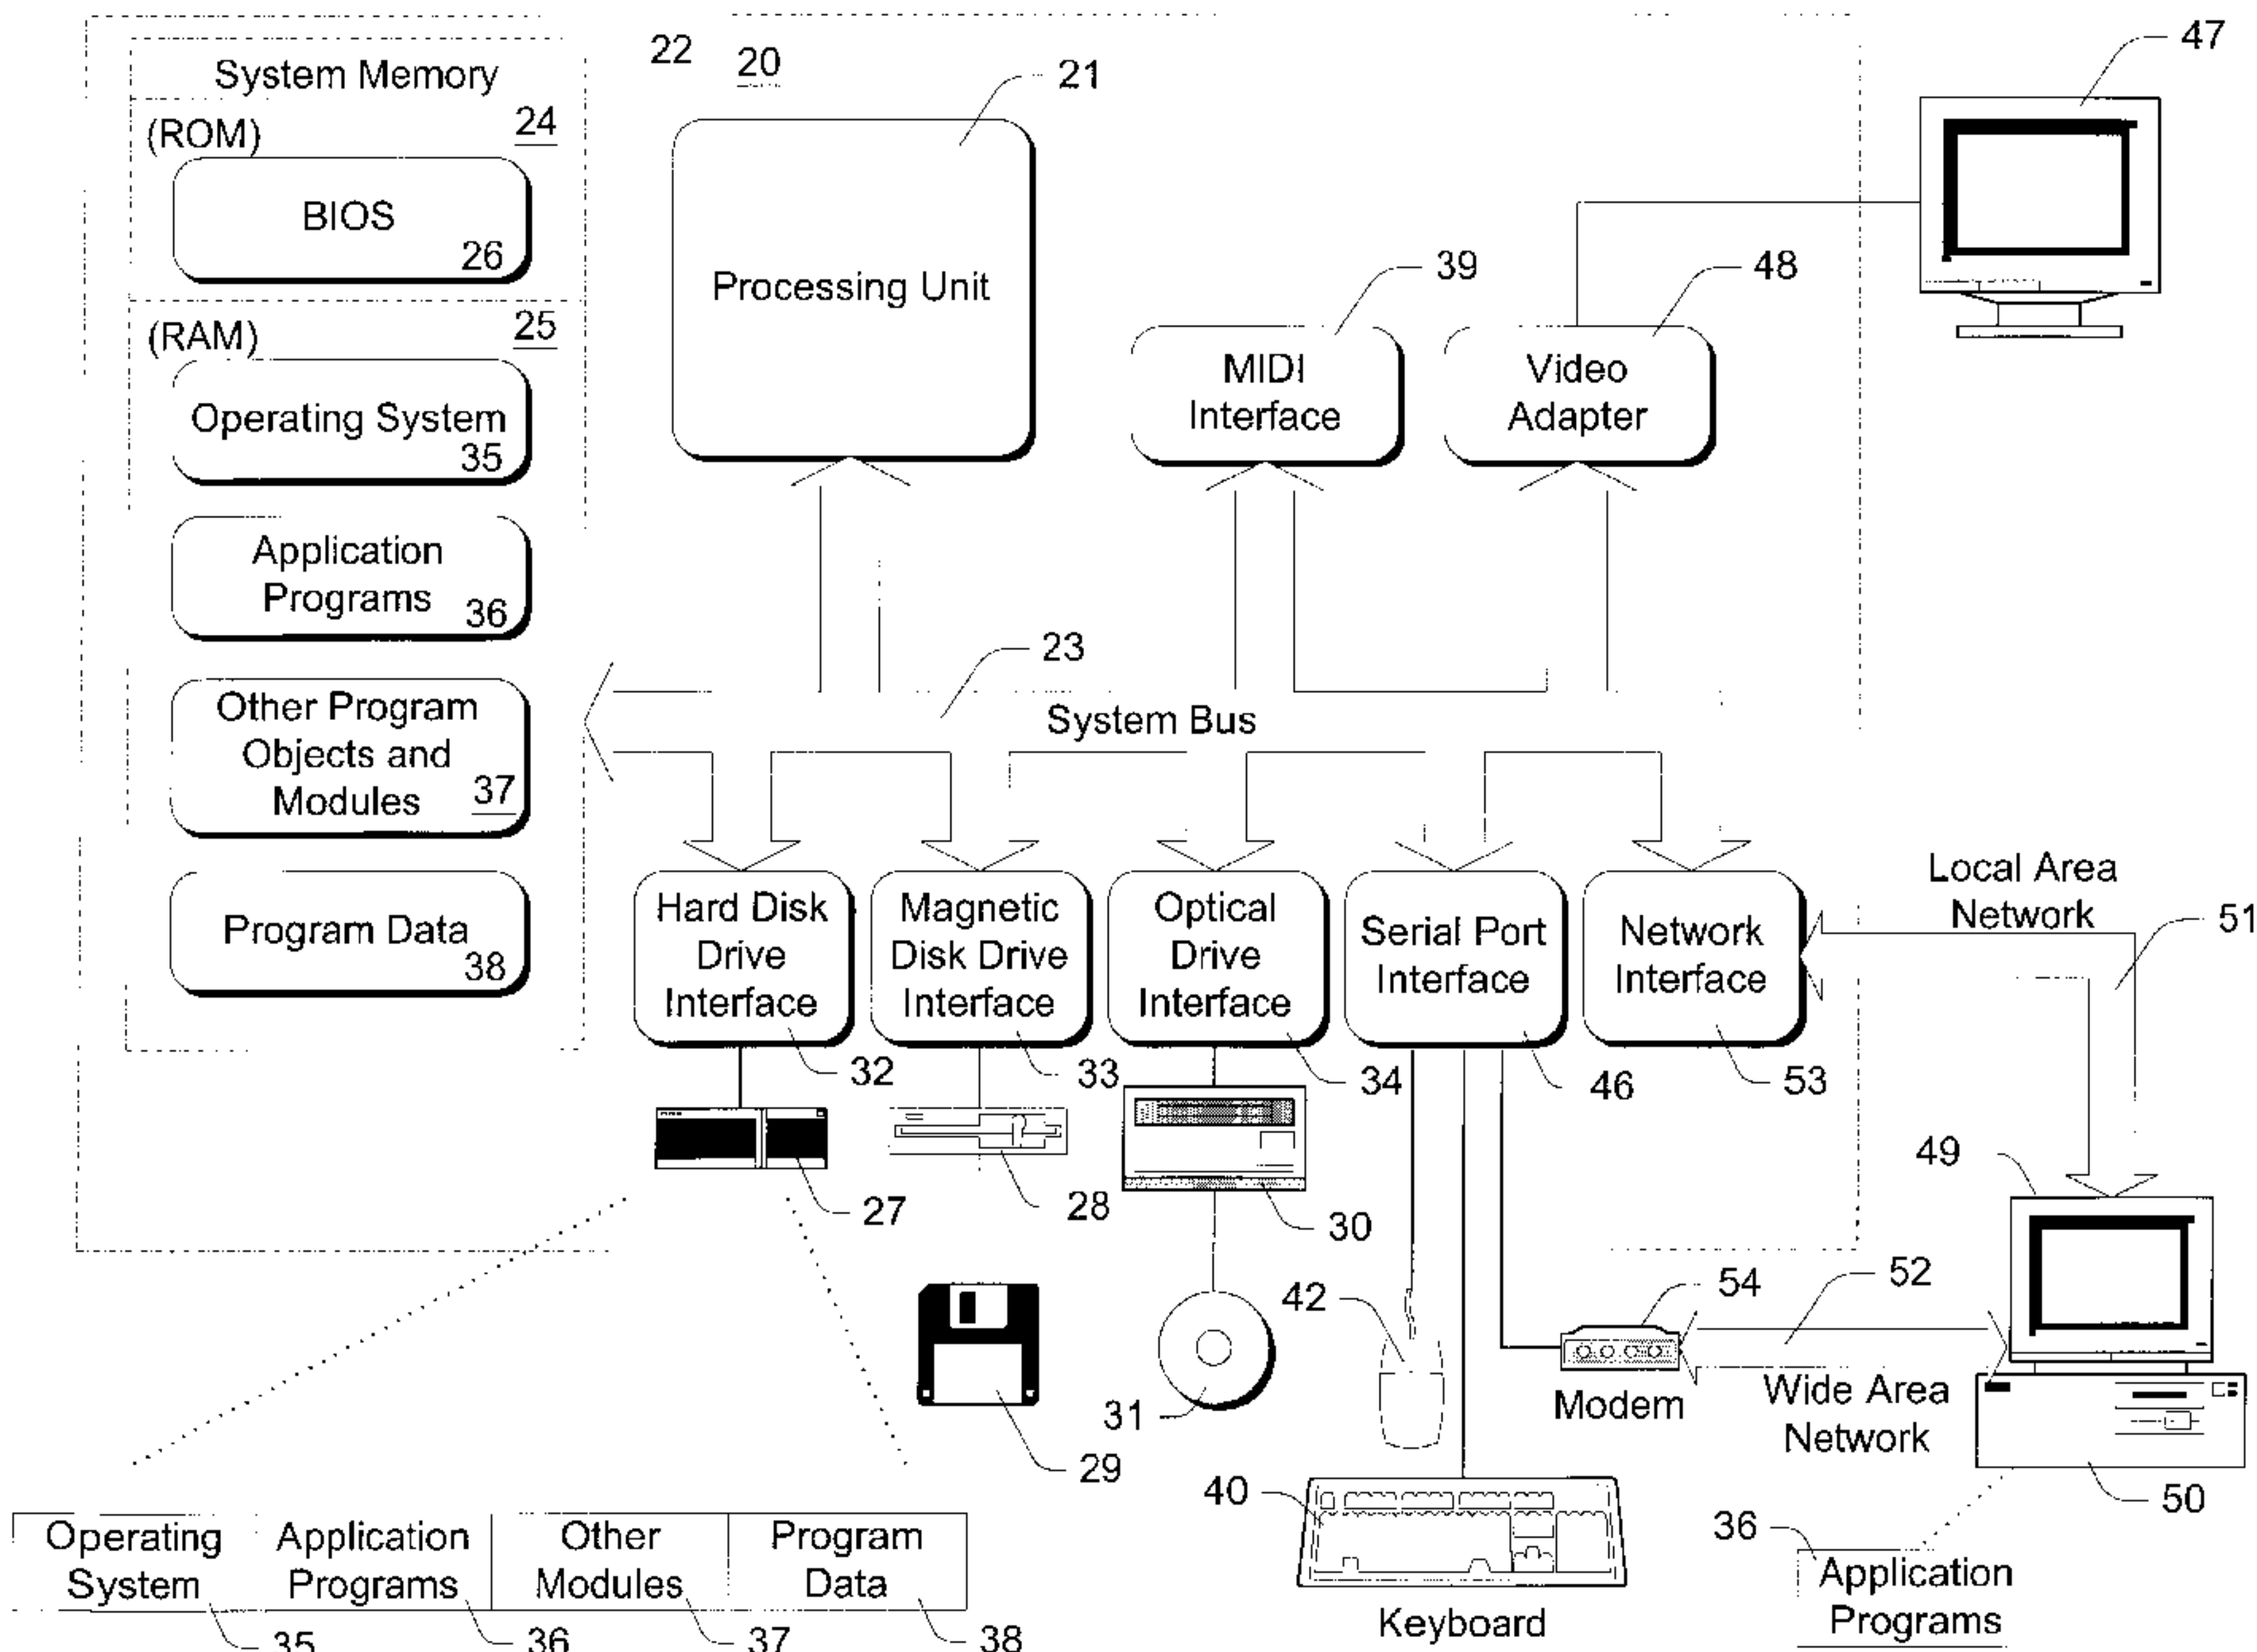 22
20
System Memory
(ROM)
24
BIOS
26
(RAM)
25
Operating System
35
Application
Programs
36
Other Program
Objects and
Modules
37
Program Data
38
21
Processing Unit
39
MIDI
Interface
48
Video
Adapter
47
23
System Bus
Hard Disk
Drive
Interface
32
Magnetic
Disk Drive
Interface
33
Optical
Drive
Interface
34
Serial Port
Interface
46
Network
Interface
53
Local Area
Network
51
27
28
30
49
42
54
52
31
29
Modem
Wide Area
Network
40
50
Keyboard
36
Application
Programs
Operating
System
35
Application
Programs
36
Other
Modules
37
Program
Data
38